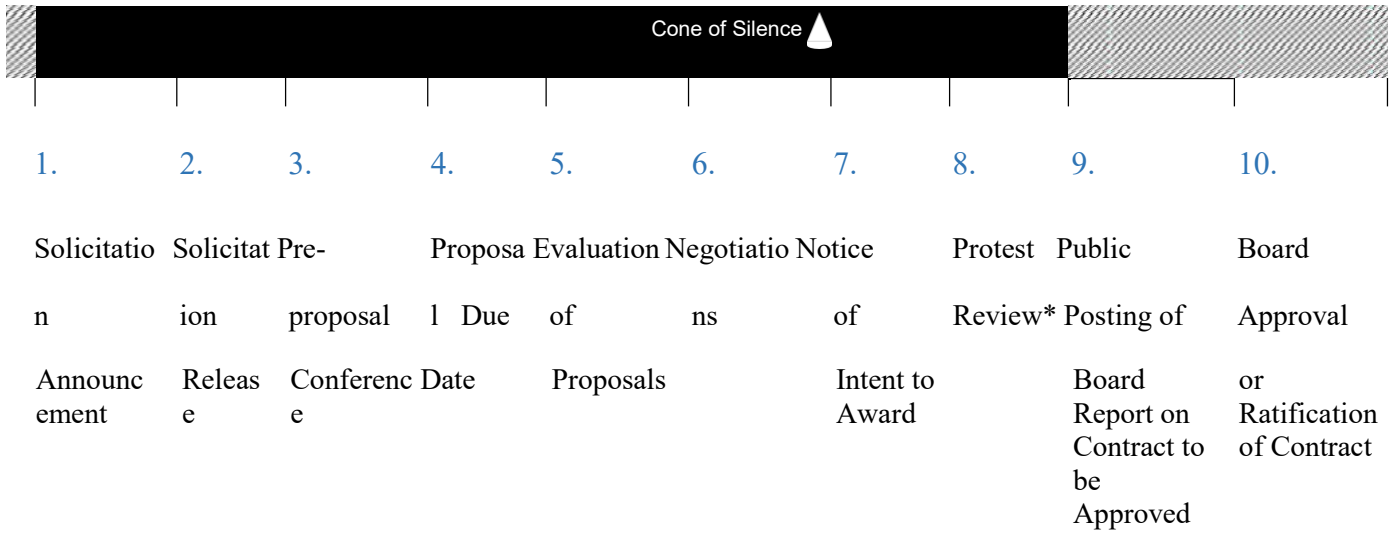 Cone of Silence
1. 2. 3. 4. 5. 6. 7. 8. 9. 10.
Solicitatio Solicitat Pre- Proposa Evaluation Negotiatio Notice Protest Public Board
n ion proposal l Due of ns of Review* Posting of Approval
Announc Releas Conferenc Date Proposals Intent to Board or
ement e e Award Report on Ratification
Contract to of Contract
be
Approved